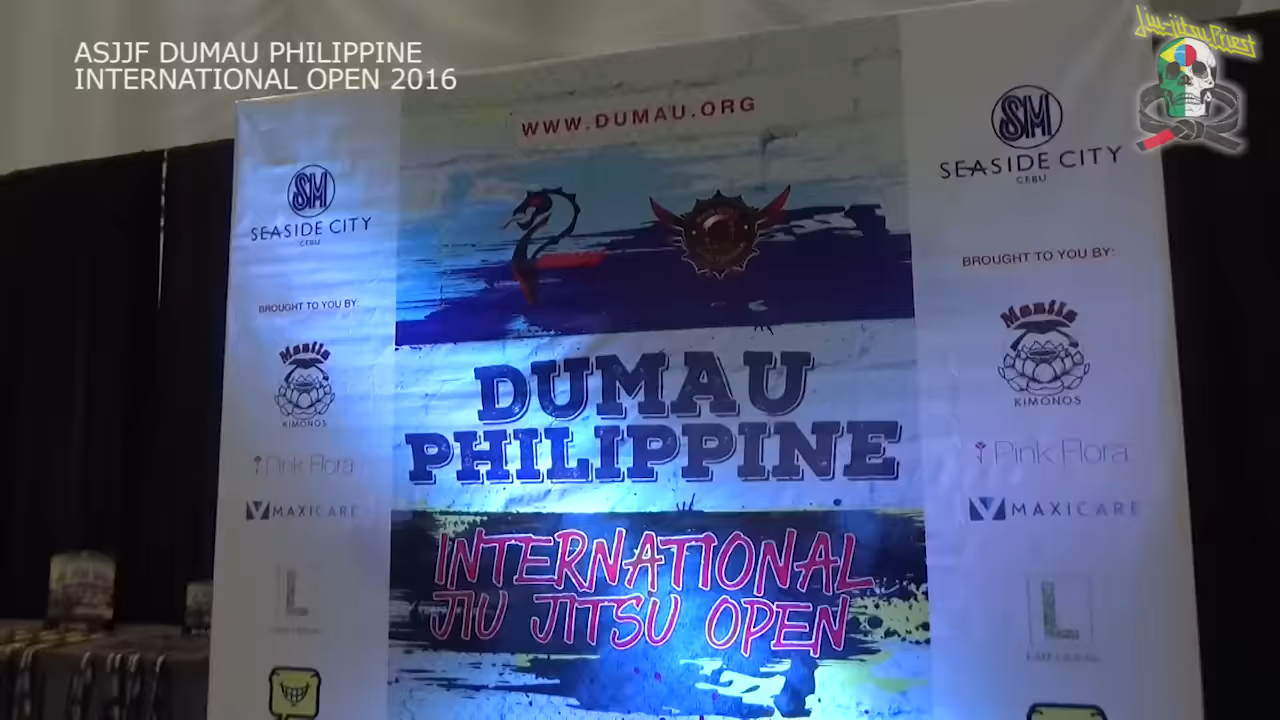 ASJJF DUMAU PHILIPPINE
INTERNATIONAL OPEN 2016
Jiu-jitsu Priest
WWW.DUMAU.ORG
SM
SEASIDE CITY
CEBU
BROUGHT TO YOU BY:
Manila
KIMONOS
Pink Flora
MAXICARE
L
DUMAU
PHILIPPINE
INTERNATIONAL
JIU JITSU OPEN
SM
SEASIDE CITY
CEBU
BROUGHT TO YOU BY:
Manila
KIMONOS
Pink Flora
MAXICARE
L